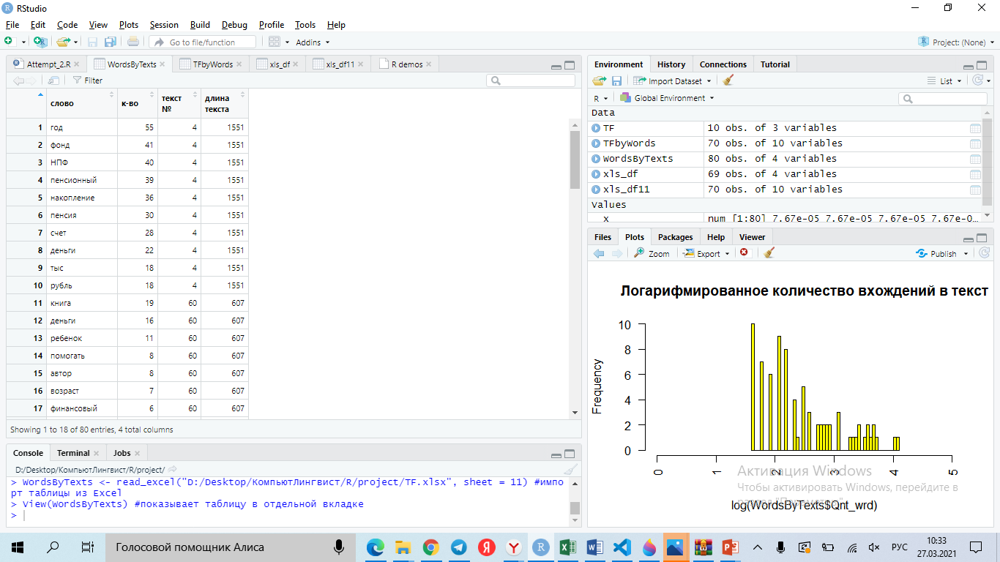 RStudio
File Edit Code View Plots Session Build Debug Profile Tools Help
Go to file/function Addins Project: (None)
Attempt_2.R WordsByTexts TFbyWords xls_df xls_df11 R demos
Filter
слово к-во текст № длина текста
1 год 55 4 1551
2 фонд 41 4 1551
3 НПФ 40 4 1551
4 пенсионный 39 4 1551
5 накопление 36 4 1551
6 пенсия 30 4 1551
7 счет 28 4 1551
8 деньги 22 4 1551
9 тыс 18 4 1551
10 рубль 18 4 1551
11 книга 19 60 607
12 деньги 16 60 607
13 ребенок 11 60 607
14 помогать 8 60 607
15 автор 8 60 607
16 возраст 7 60 607
17 финансовый 6 60 607
Showing 1 to 18 of 80 entries, 4 total columns
Console Terminal Jobs
D:/Desktop/КомпьютЛингвист/R/project/
> WordsByTexts <- read_excel("D:/Desktop/КомпьютЛингвист/R/project/TF.xlsx", sheet = 11) #импо
рт таблицы из Excel
> View(WordsByTexts) #показывает таблицу в отдельной вкладке
>
Environment History Connections Tutorial
Import Dataset List
R Global Environment
Data
TF 10 obs. of 3 variables
TFbyWords 70 obs. of 10 variables
WordsByTexts 80 obs. of 4 variables
xls_df 69 obs. of 4 variables
xls_df11 70 obs. of 10 variables
Values
x num [1:80] 7.67e-05 7.67e-05 7.67e-05 7.67e-0…
Files Plots Packages Help Viewer
Zoom Export Publish
Логарифмированное количество вхождений в текст
Frequency
10
8
6
4
2
0
0 1 2 3 4 5
log(WordsByTexts$Qnt_wrd)
Активация Windows
Чтобы активировать Windows, перейдите в
раздел "Параметры".
Голосовой помощник Алиса
РУС
10:33
27.03.2021